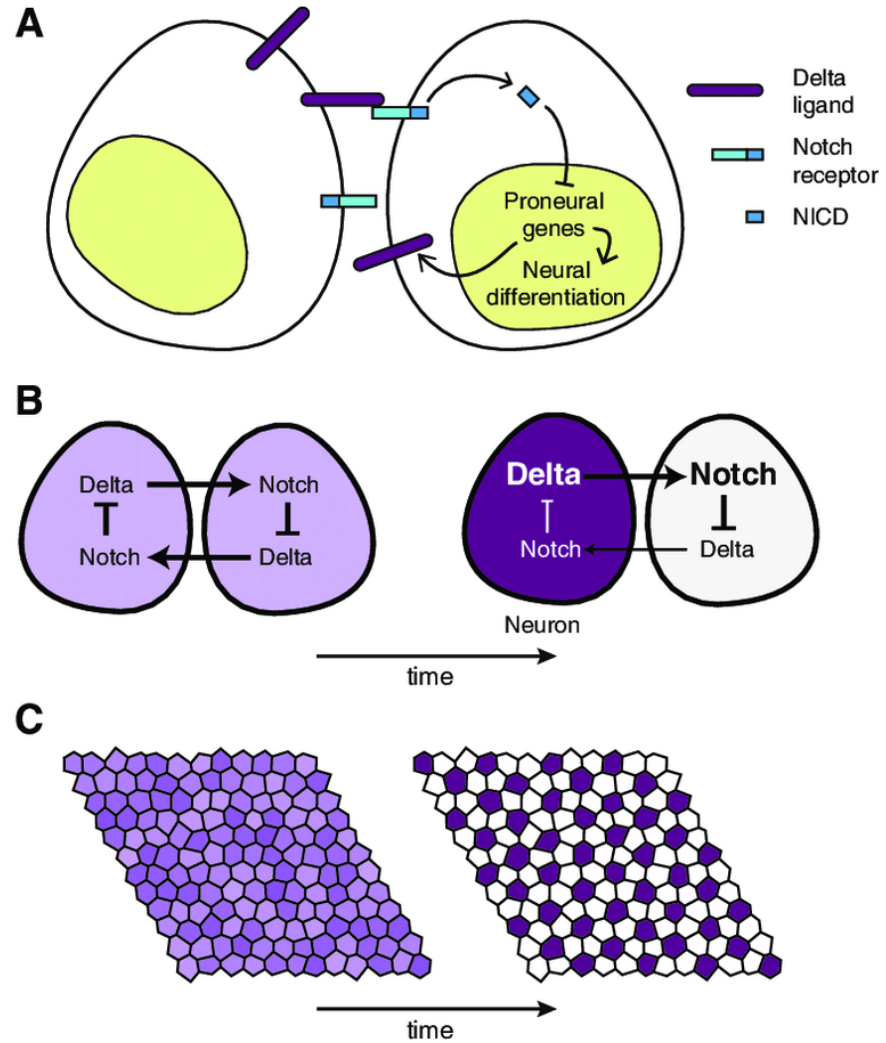 A
Delta
ligand
Notch
receptor
NICD
Proneural
genes
Neural
differentiation
B
Delta
Notch
Notch
Delta
Delta
Notch
Notch
Delta
Neuron
time
C
time